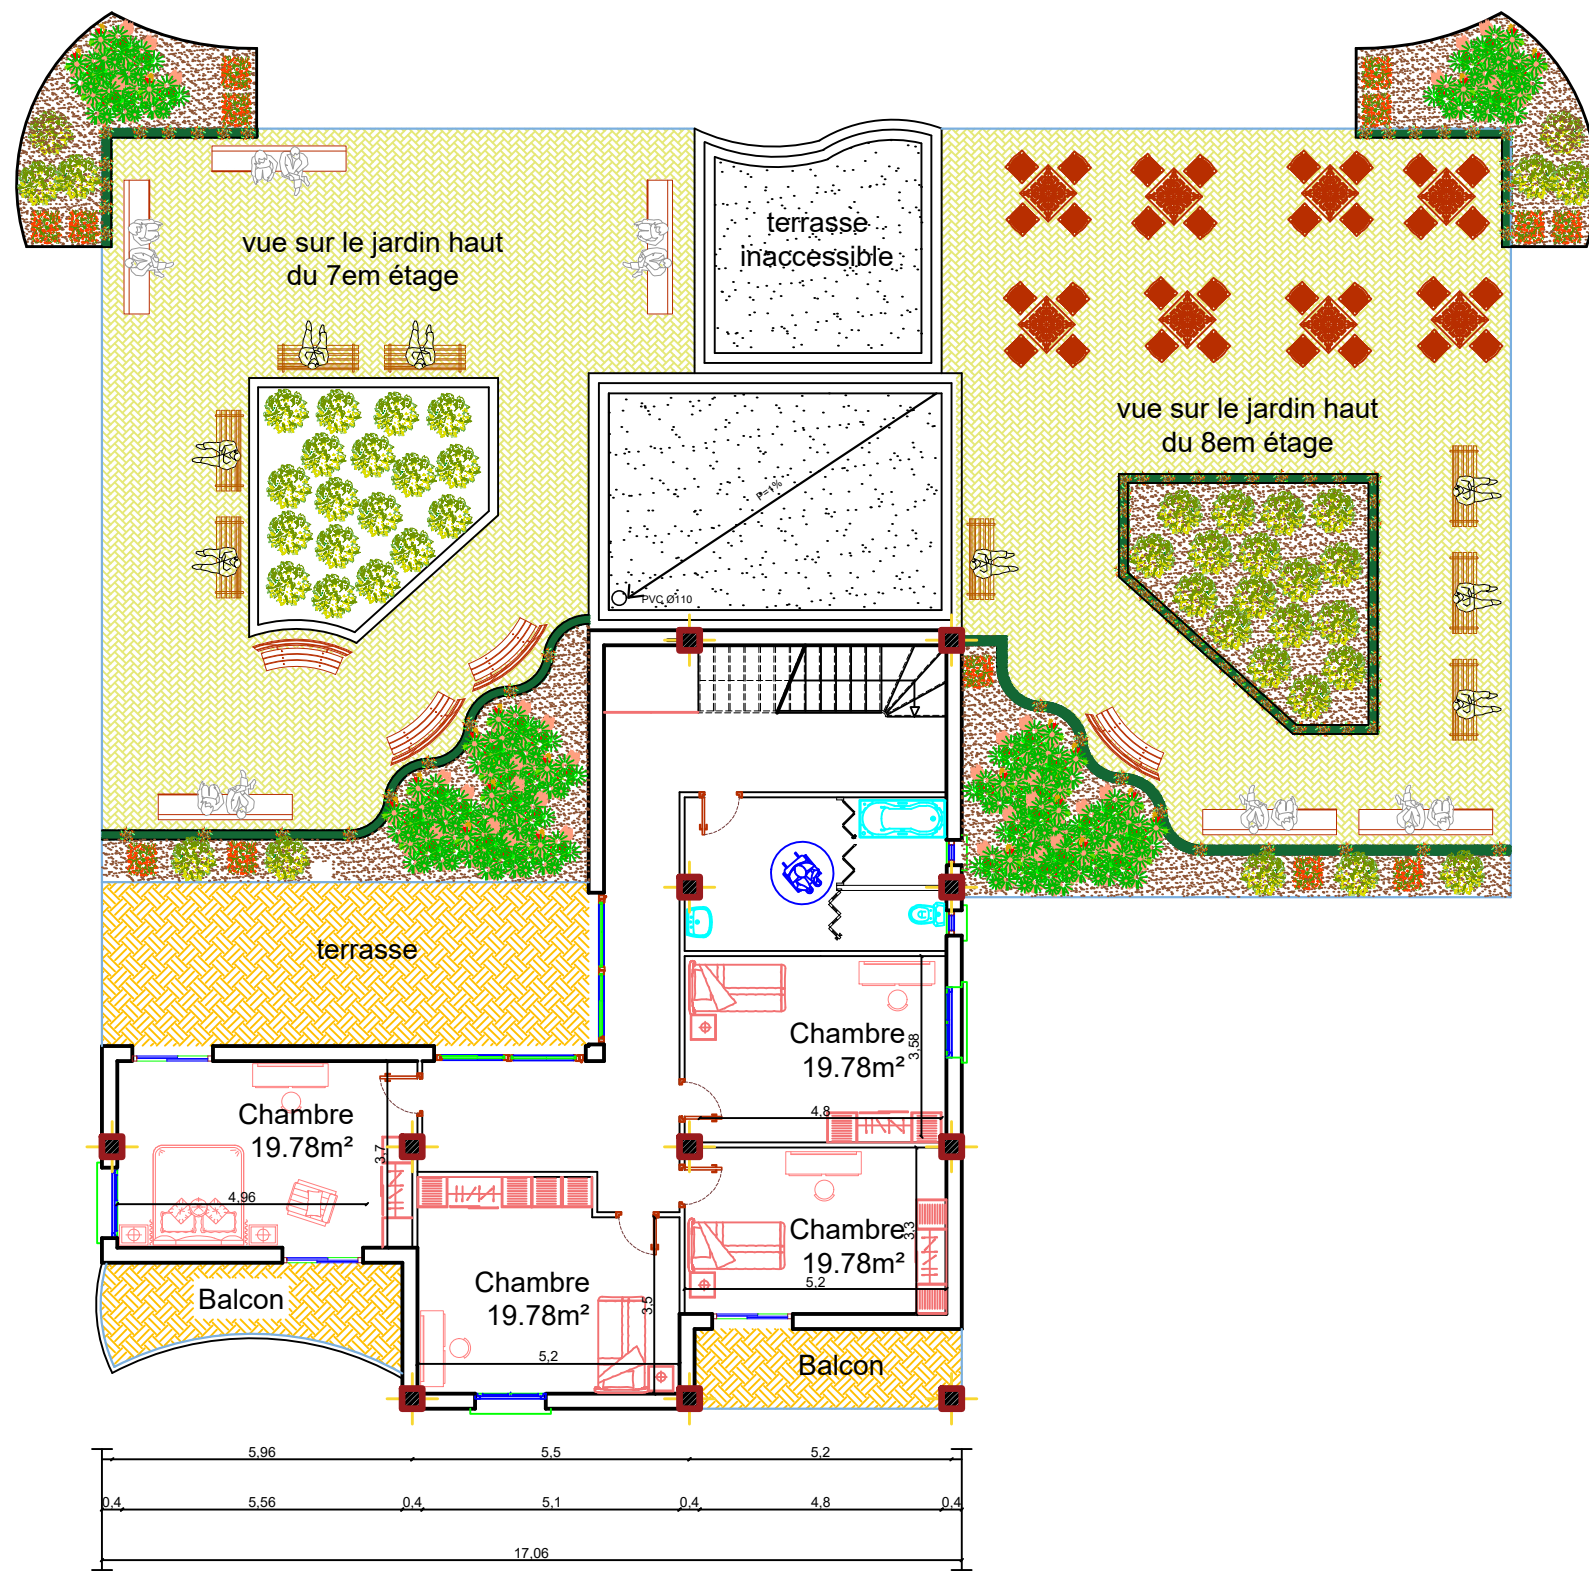 vue sur le jardin haut
du 7em étage
terrasse
inaccessible
vue sur le jardin haut
du 8em étage
P=1%
PVC Ø110
terrasse
Chambre
19.78m²
3,58
4,8
Chambre
19.78m²
3,7
4,96
Chambre
19.78m²
3,3
5,2
Chambre
19.78m²
3,5
5,2
Balcon
Balcon
5,96 5,5 5,2
0,4 5,56 0,4 5,1 0,4 4,8 0,4
17,06